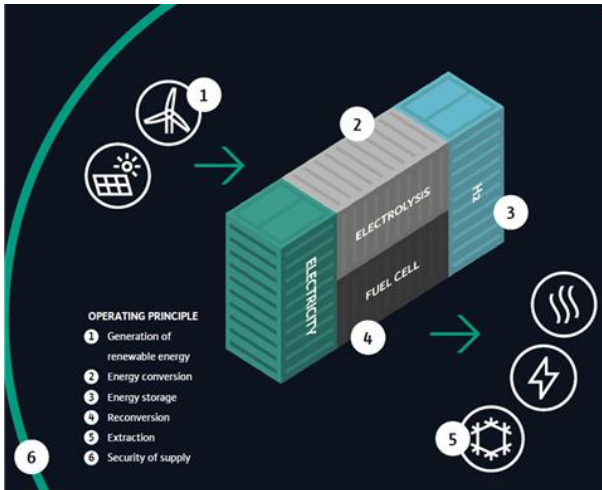 1
2
ELECTROLYSIS
H2
3
ELECTRICITY
FUEL CELL
4
OPERATING PRINCIPLE
1 Generation of
renewable energy
2 Energy conversion
3 Energy storage
4 Reconversion
5 Extraction
6 Security of supply
5
6